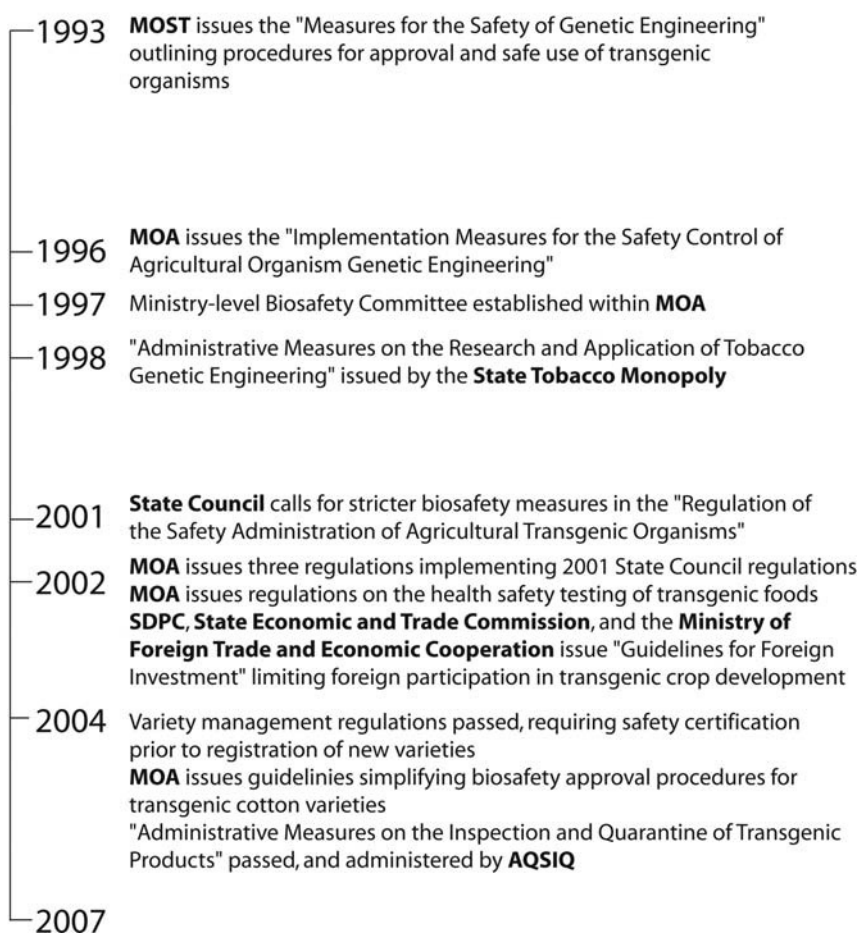 1993 MOST issues the "Measures for the Safety of Genetic Engineering"
outlining procedures for approval and safe use of transgenic
organisms
1996 MOA issues the "Implementation Measures for the Safety Control of
Agricultural Organism Genetic Engineering"
1997 Ministry-level Biosafety Committee established within MOA
1998 "Administrative Measures on the Research and Application of Tobacco
Genetic Engineering" issued by the State Tobacco Monopoly
2001 State Council calls for stricter biosafety measures in the "Regulation of
the Safety Administration of Agricultural Transgenic Organisms"
2002 MOA issues three regulations implementing 2001 State Council regulations
MOA issues regulations on the health safety testing of transgenic foods
SDPC, State Economic and Trade Commission, and the Ministry of
Foreign Trade and Economic Cooperation issue "Guidelines for Foreign
Investment" limiting foreign participation in transgenic crop development
2004 Variety management regulations passed, requiring safety certification
prior to registration of new varieties
MOA issues guidelinies simplifying biosafety approval procedures for
transgenic cotton varieties
"Administrative Measures on the Inspection and Quarantine of Transgenic
Products" passed, and administered by AQSIQ
2007